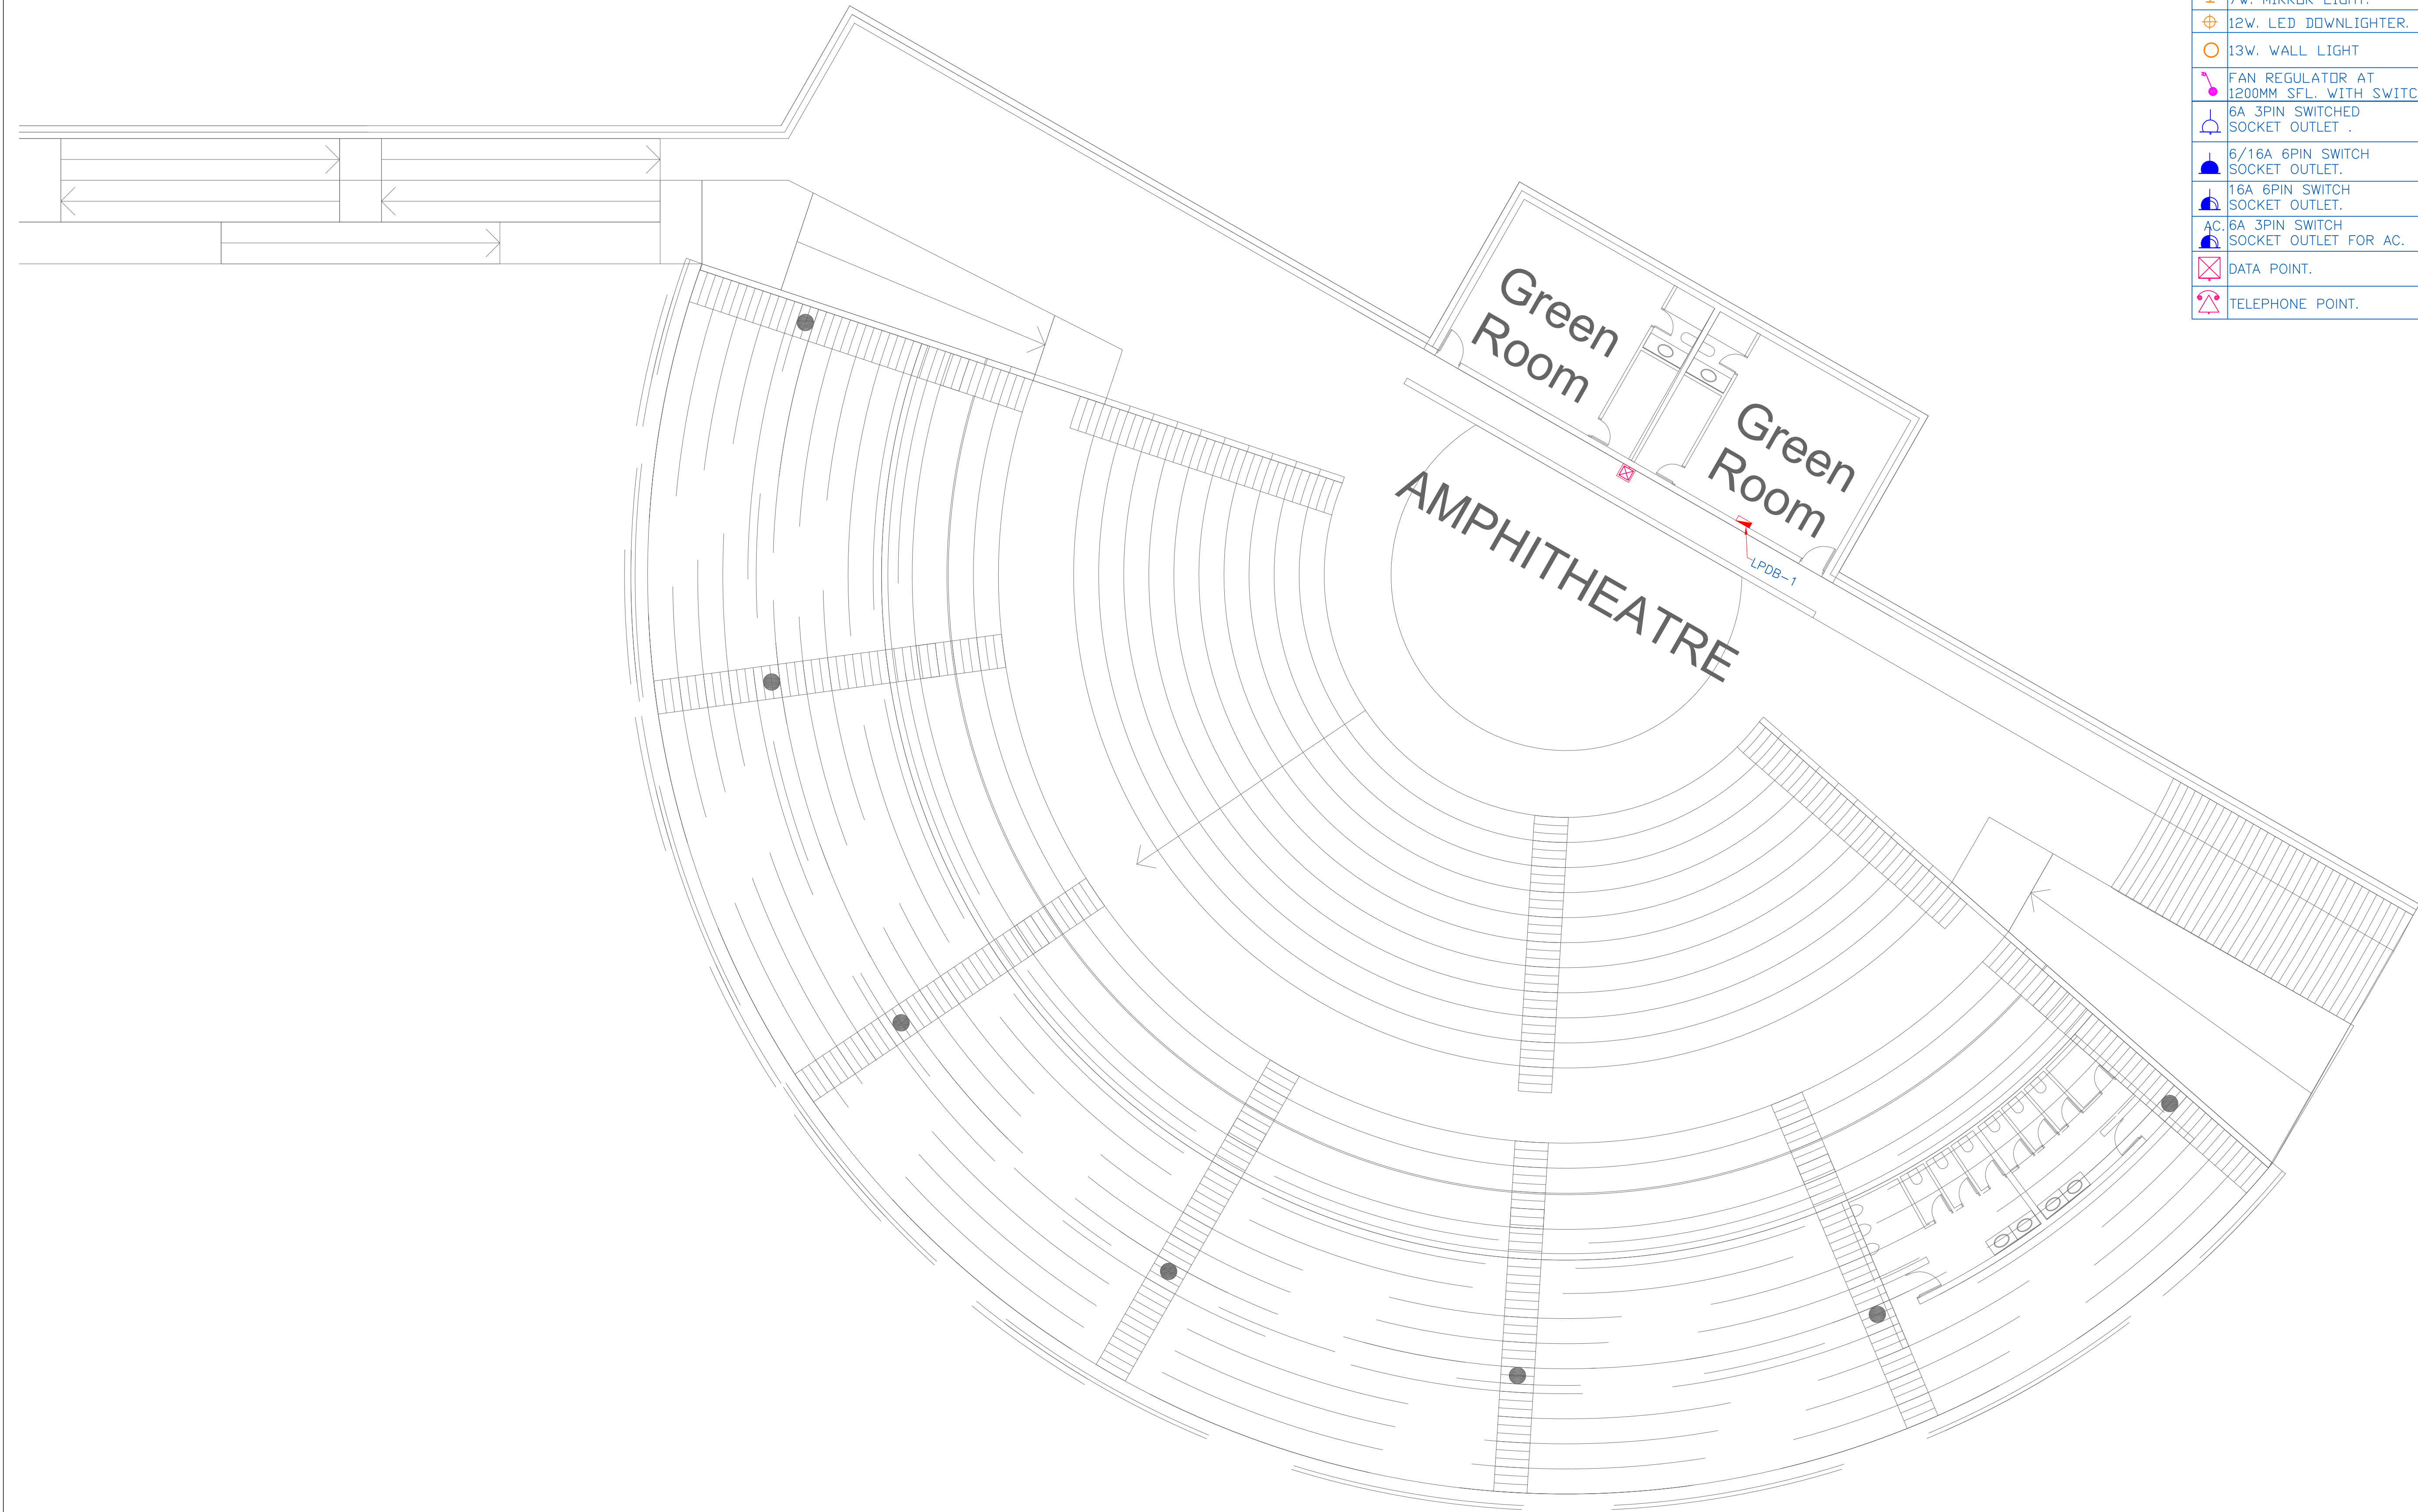 7W. MIRROR LIGHT.
12W. LED DOWNLIGHTER.
13W. WALL LIGHT
FAN REGULATOR AT
1200MM SFL. WITH SWITC
6A 3PIN SWITCHED
SOCKET OUTLET .
6/16A 6PIN SWITCH
SOCKET OUTLET.
16A 6PIN SWITCH
SOCKET OUTLET.
AC. 6A 3PIN SWITCH
SOCKET OUTLET FOR AC.
DATA POINT.
TELEPHONE POINT.
Green
Room
Green
Room
AMPHITHEATRE
LPDB-1